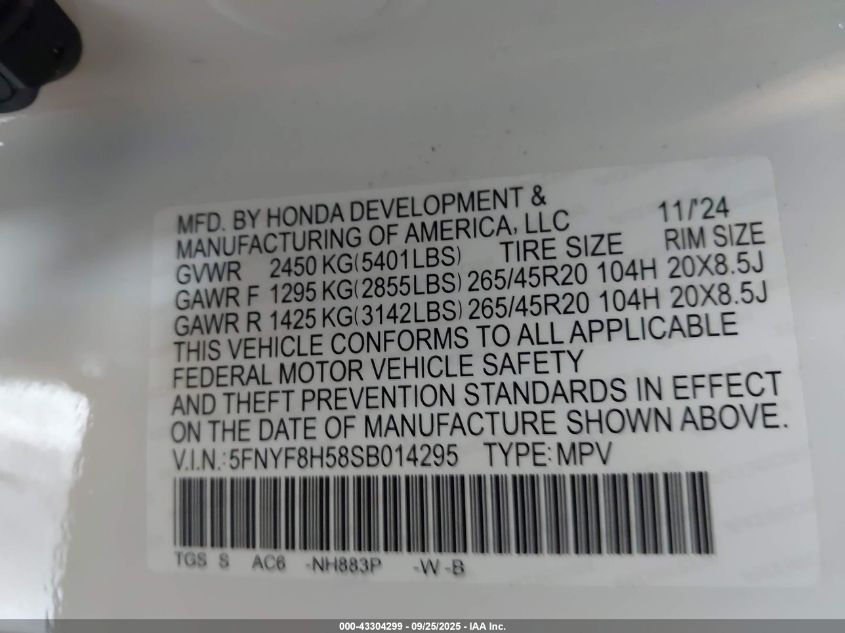 MFD. BY HONDA DEVELOPMENT &
MANUFACTURING OF AMERICA, LLC 11/'24
GVWR 2450 KG(5401LBS) TIRE SIZE RIM SIZE
GAWR F 1295 KG(2855LBS) 265/45R20 104H 20X8.5J
GAWR R 1425 KG(3142LBS) 265/45R20 104H 20X8.5J
THIS VEHICLE CONFORMS TO ALL APPLICABLE
FEDERAL MOTOR VEHICLE SAFETY
AND THEFT PREVENTION STANDARDS IN EFFECT
ON THE DATE OF MANUFACTURE SHOWN ABOVE.
V.I.N.:5FNYF8H58SB014295 TYPE:MPV
TGS S AC6 -NH883P -W -B
000-43304299 - 09/25/2025 - IAA Inc.